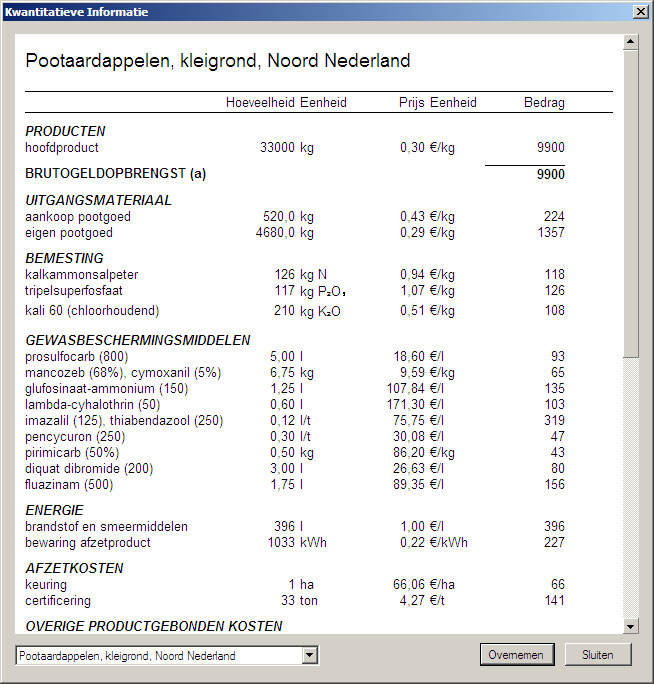 Kwantitatieve Informatie
Pootaardappelen, kleigrond, Noord Nederland
Hoeveelheid Eenheid Prijs Eenheid Bedrag
PRODUCTEN
hoofdproduct 33000 kg 0,30 €/kg 9900
BRUTOGELDOPBRENGST (a) 9900
UITGANGSMATERIAAL
aankoop pootgoed 520,0 kg 0,43 €/kg 224
eigen pootgoed 4680,0 kg 0,29 €/kg 1357
BEMESTING
kalkammonsalpeter 126 kg N 0,94 €/kg 118
tripelsuperfosfaat 117 kg P₂O₅ 1,07 €/kg 126
kali 60 (chloorhoudend) 210 kg K₂O 0,51 €/kg 108
GEWASBESCHERMINGSMIDDELEN
prosulfocarb (800) 5,00 l 18,60 €/l 93
mancozeb (68%), cymoxanil (5%) 6,75 kg 9,59 €/kg 65
glufosinaat-ammonium (150) 1,25 l 107,84 €/l 135
lambda-cyhalothrin (50) 0,60 l 171,30 €/l 103
imazalil (125), thiabendazool (250) 0,12 l/t 75,75 €/l 319
pencycuron (250) 0,30 l/t 30,08 €/l 47
pirimicarb (50%) 0,50 kg 86,20 €/kg 43
diquat dibromide (200) 3,00 l 26,63 €/l 80
fluazinam (500) 1,75 l 89,35 €/l 156
ENERGIE
brandstof en smeermiddelen 396 l 1,00 €/l 396
bewaring afzetproduct 1033 kWh 0,22 €/kWh 227
AFZETKOSTEN
keuring 1 ha 66,06 €/ha 66
certificering 33 ton 4,27 €/t 141
OVERIGE PRODUCTGEBONDEN KOSTEN
Pootaardappelen, kleigrond, Noord Nederland Overnemen Sluiten